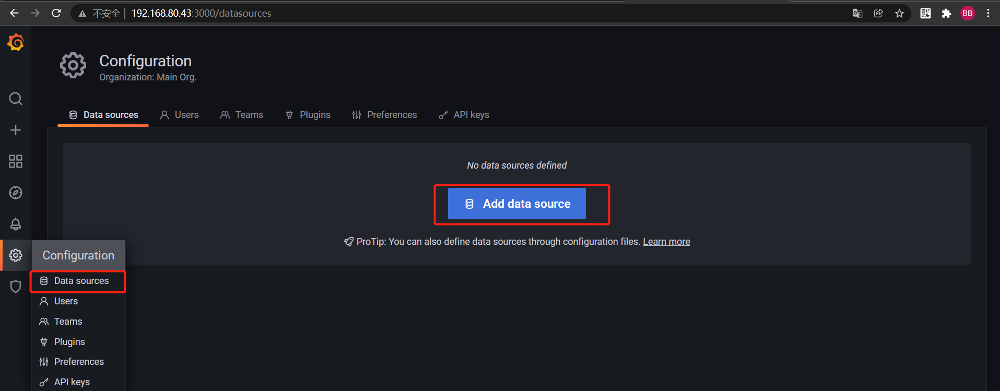 不安全 192.168.80.43:3000/datasources
BB
Configuration
Organization: Main Org.
Data sources Users Teams Plugins Preferences API keys
No data sources defined
Add data source
ProTip: You can also define data sources through configuration files. Learn more
Configuration
Data sources
Users
Teams
Plugins
Preferences
API keys